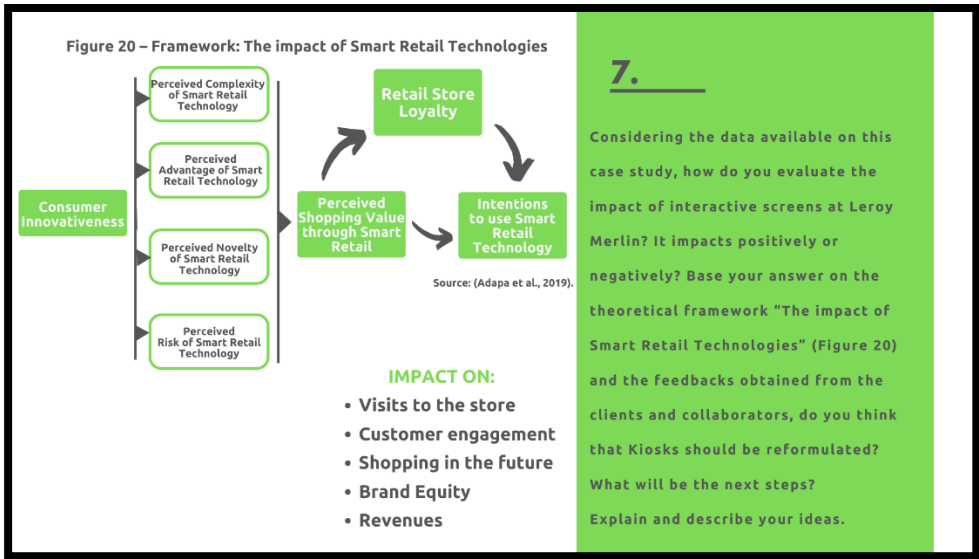 Figure 20 – Framework: The impact of Smart Retail Technologies
Consumer
Innovativeness
Perceived Complexity
of Smart Retail
Technology
Perceived
Advantage of Smart
Retail Technology
Perceived Novelty
of Smart Retail
Technology
Perceived
Risk of Smart Retail
Technology
Perceived
Shopping Value
through Smart
Retail
Retail Store
Loyalty
Intentions
to use Smart
Retail
Technology
Source: (Adapa et al., 2019).
IMPACT ON:
• Visits to the store
• Customer engagement
• Shopping in the future
• Brand Equity
• Revenues
7.
Considering the data available on this
case study, how do you evaluate the
impact of interactive screens at Leroy
Merlin? It impacts positively or
negatively? Base your answer on the
theoretical framework “The impact of
Smart Retail Technologies” (Figure 20)
and the feedbacks obtained from the
clients and collaborators, do you think
that Kiosks should be reformulated?
What will be the next steps?
Explain and describe your ideas.